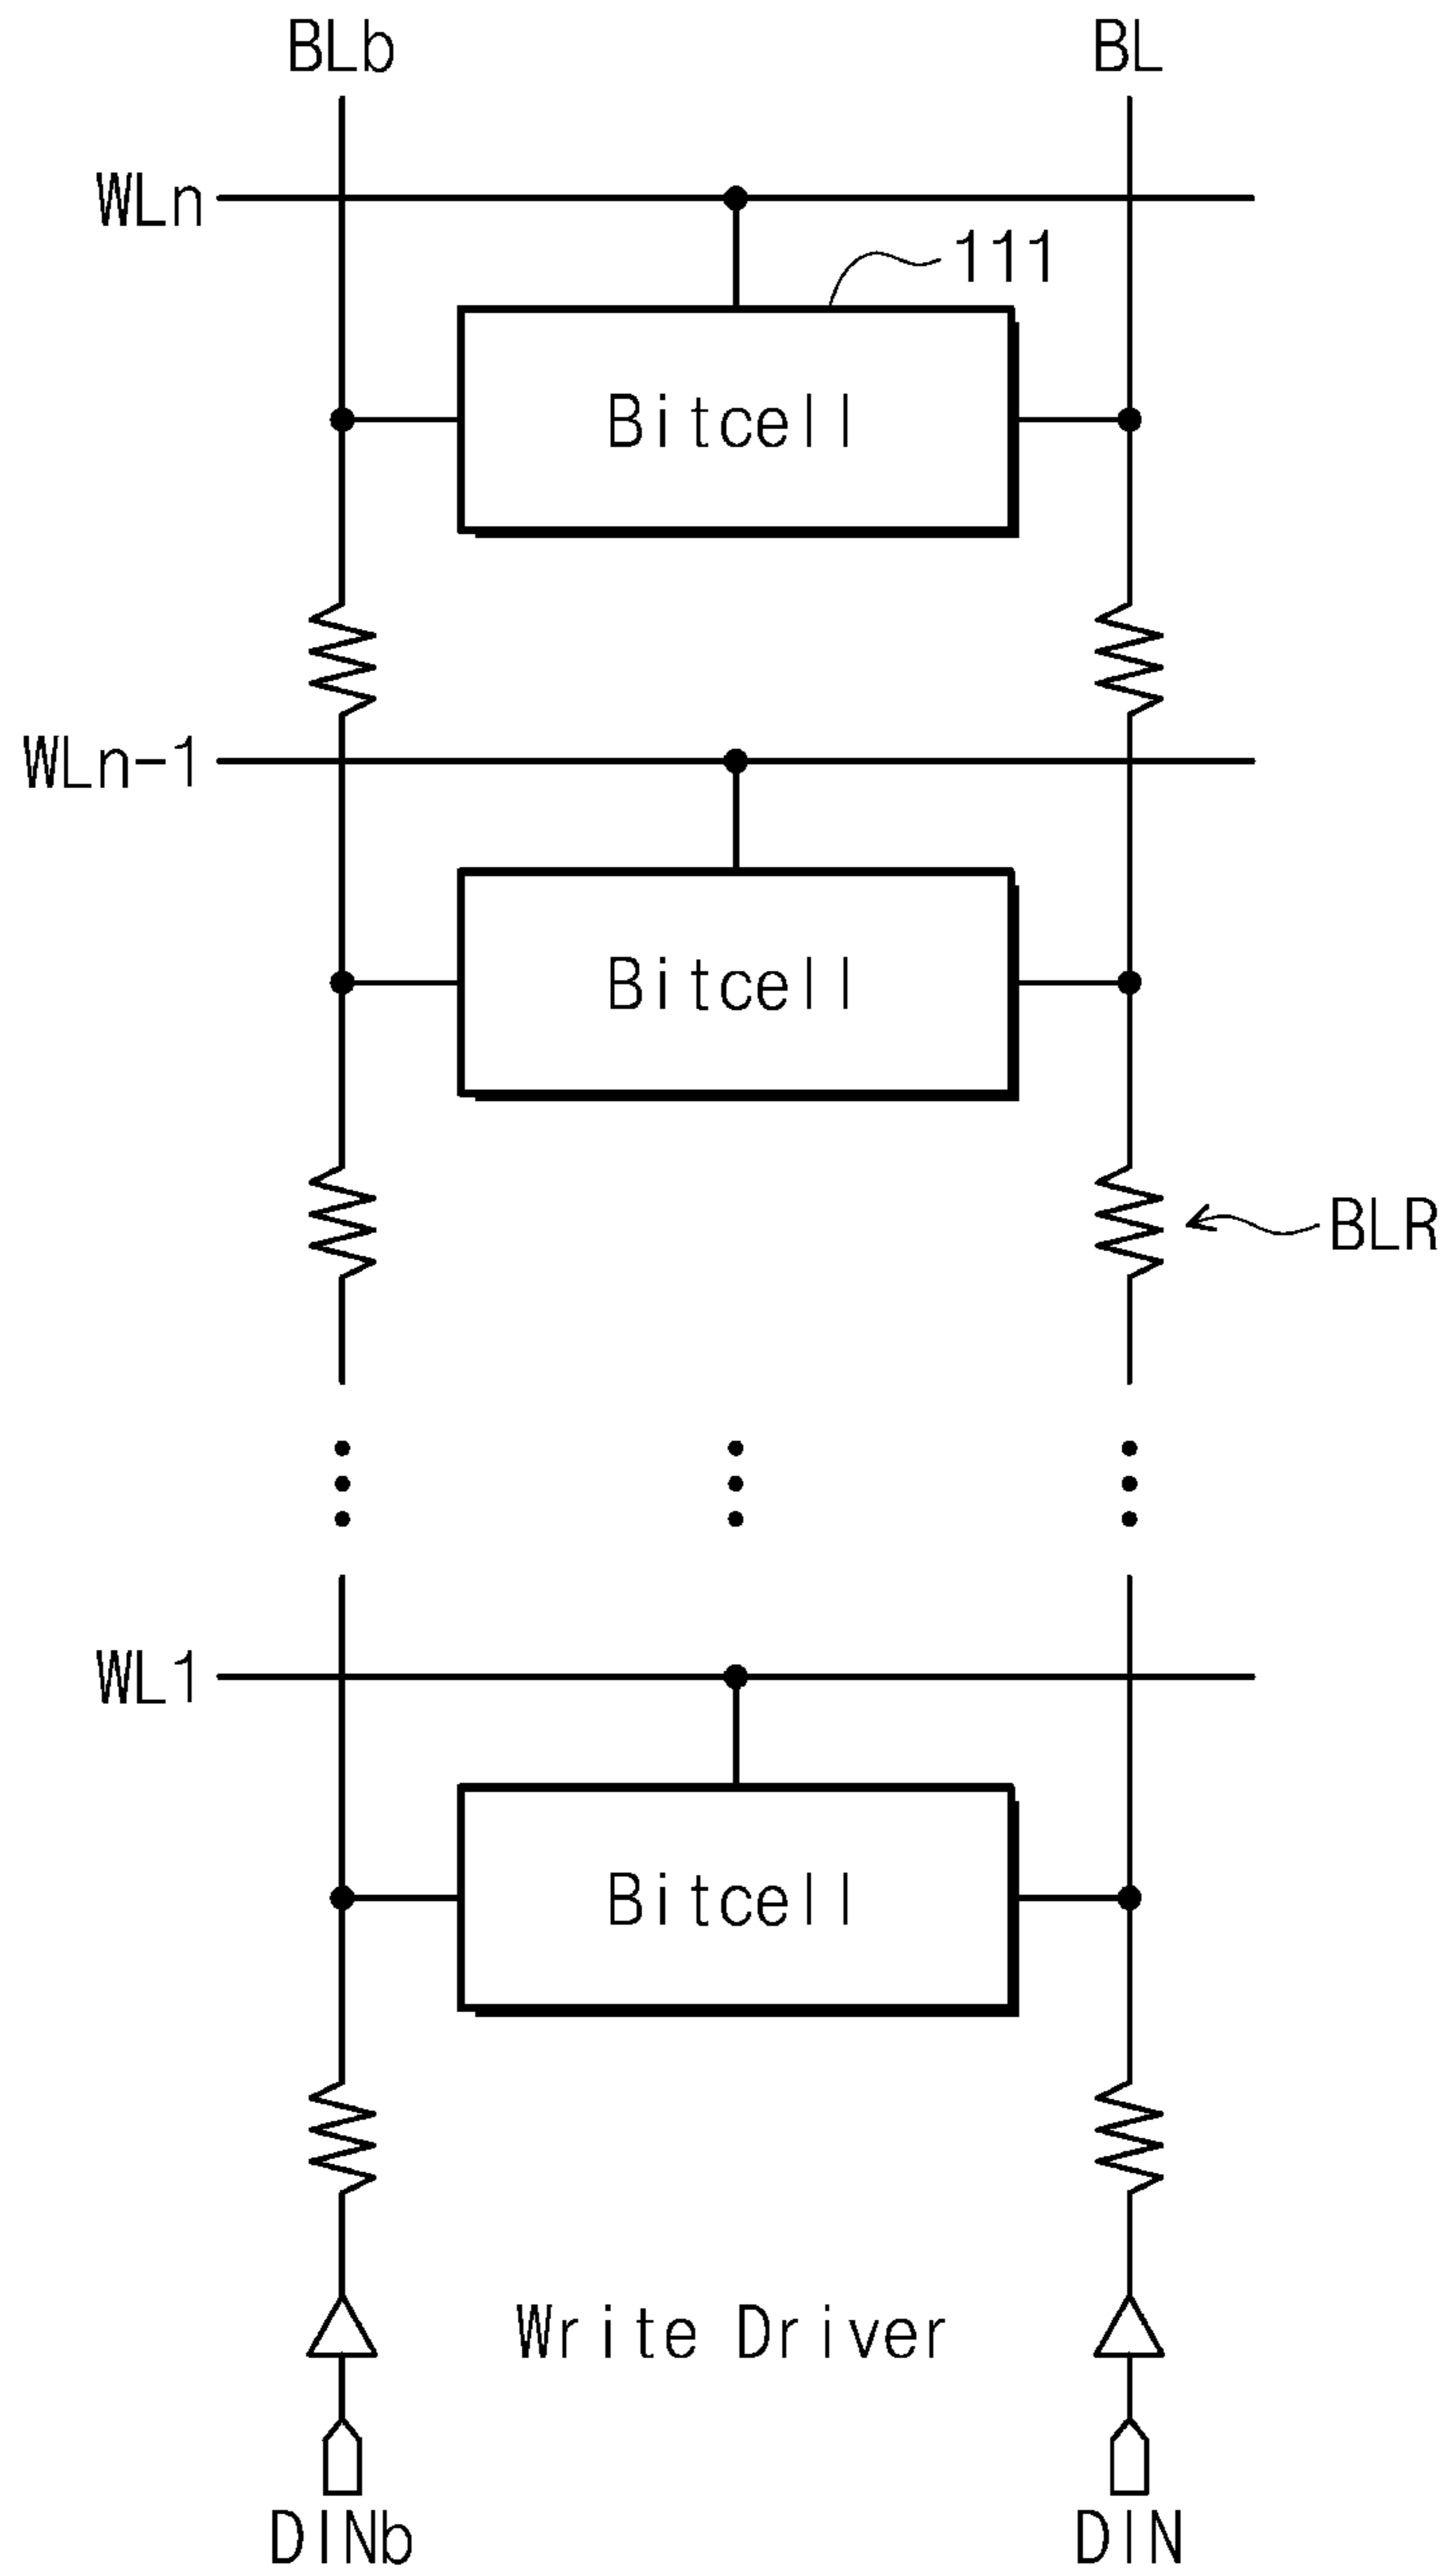 BLb BL
WLn
111
Bitcell
WLn-1
Bitcell
BLR
WL1
Bitcell
Write Driver
DINb DIN